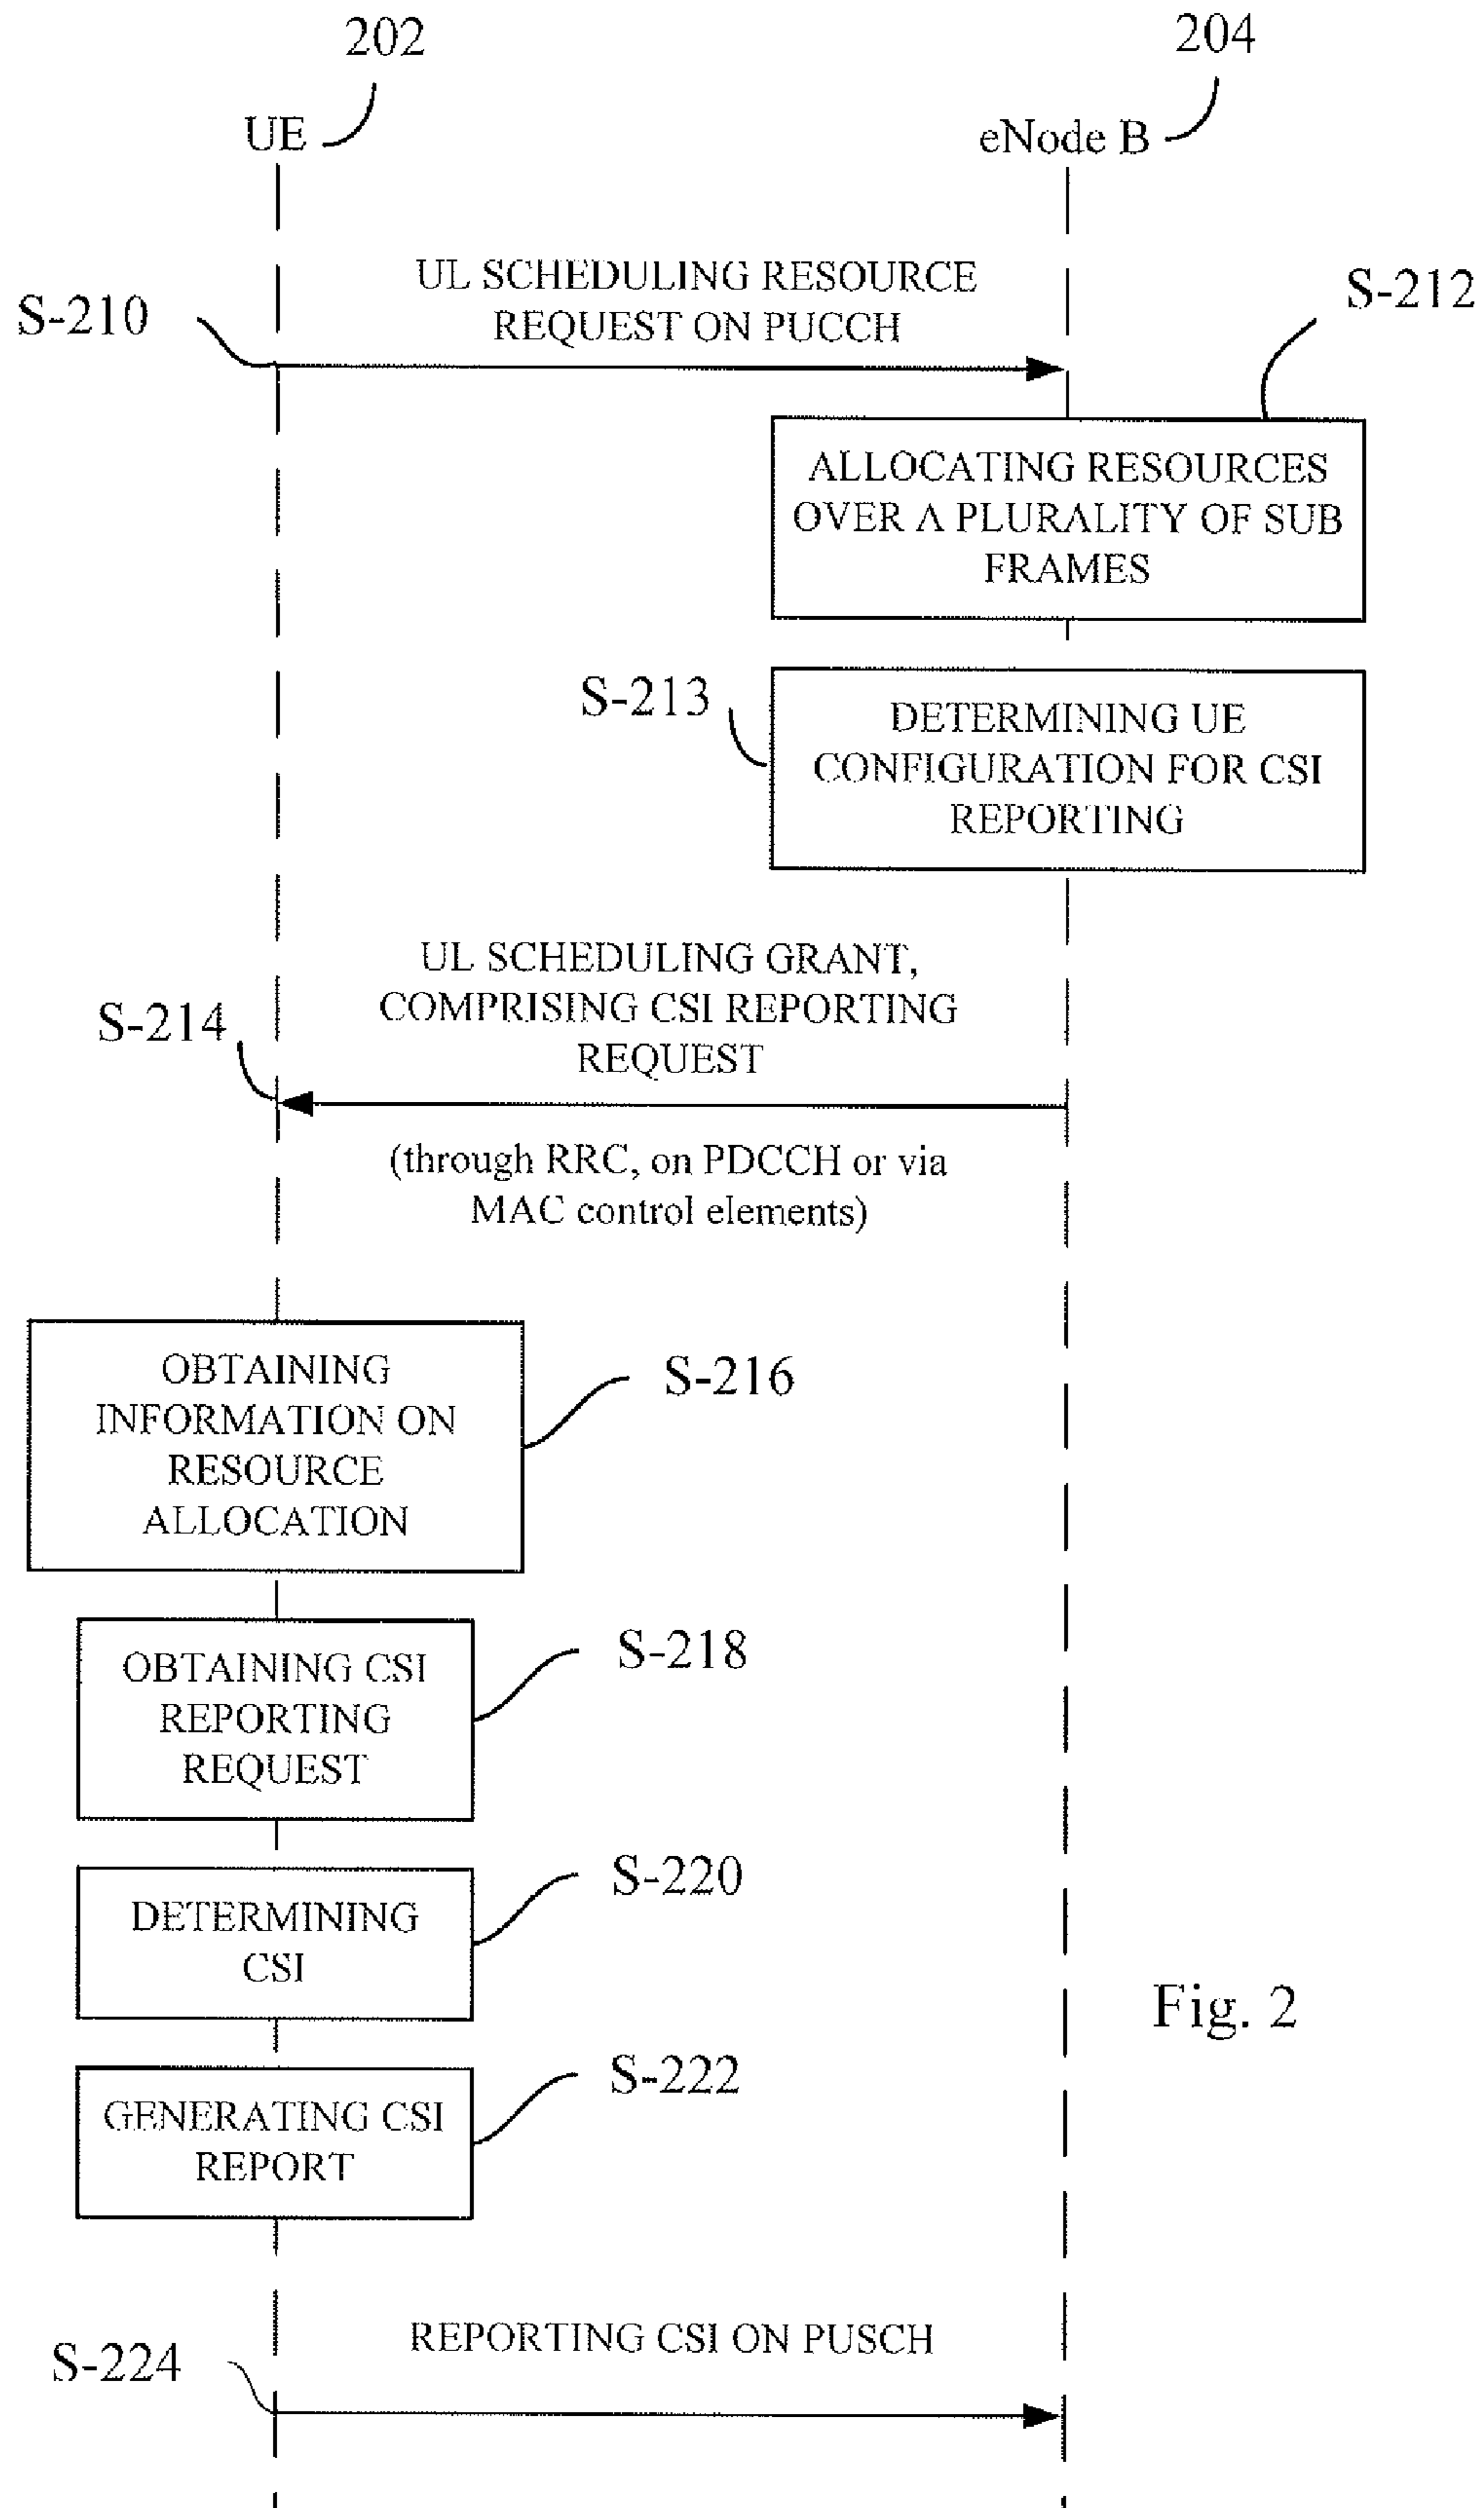 202
204
UE
eNode B
UL SCHEDULING RESOURCE
REQUEST ON PUCCH
S-210
S-212
ALLOCATING RESOURCES
OVER A PLURALITY OF SUB
FRAMES
S-213
DETERMINING UE
CONFIGURATION FOR CSI
REPORTING
UL SCHEDULING GRANT,
COMPRISING CSI REPORTING
REQUEST
S-214
(through RRC, on PDCCH or via
MAC control elements)
OBTAINING
INFORMATION ON
RESOURCE
ALLOCATION
S-216
OBTAINING CSI
REPORTING
REQUEST
S-218
DETERMINING
CSI
S-220
Fig. 2
GENERATING CSI
REPORT
S-222
REPORTING CSI ON PUSCH
S-224